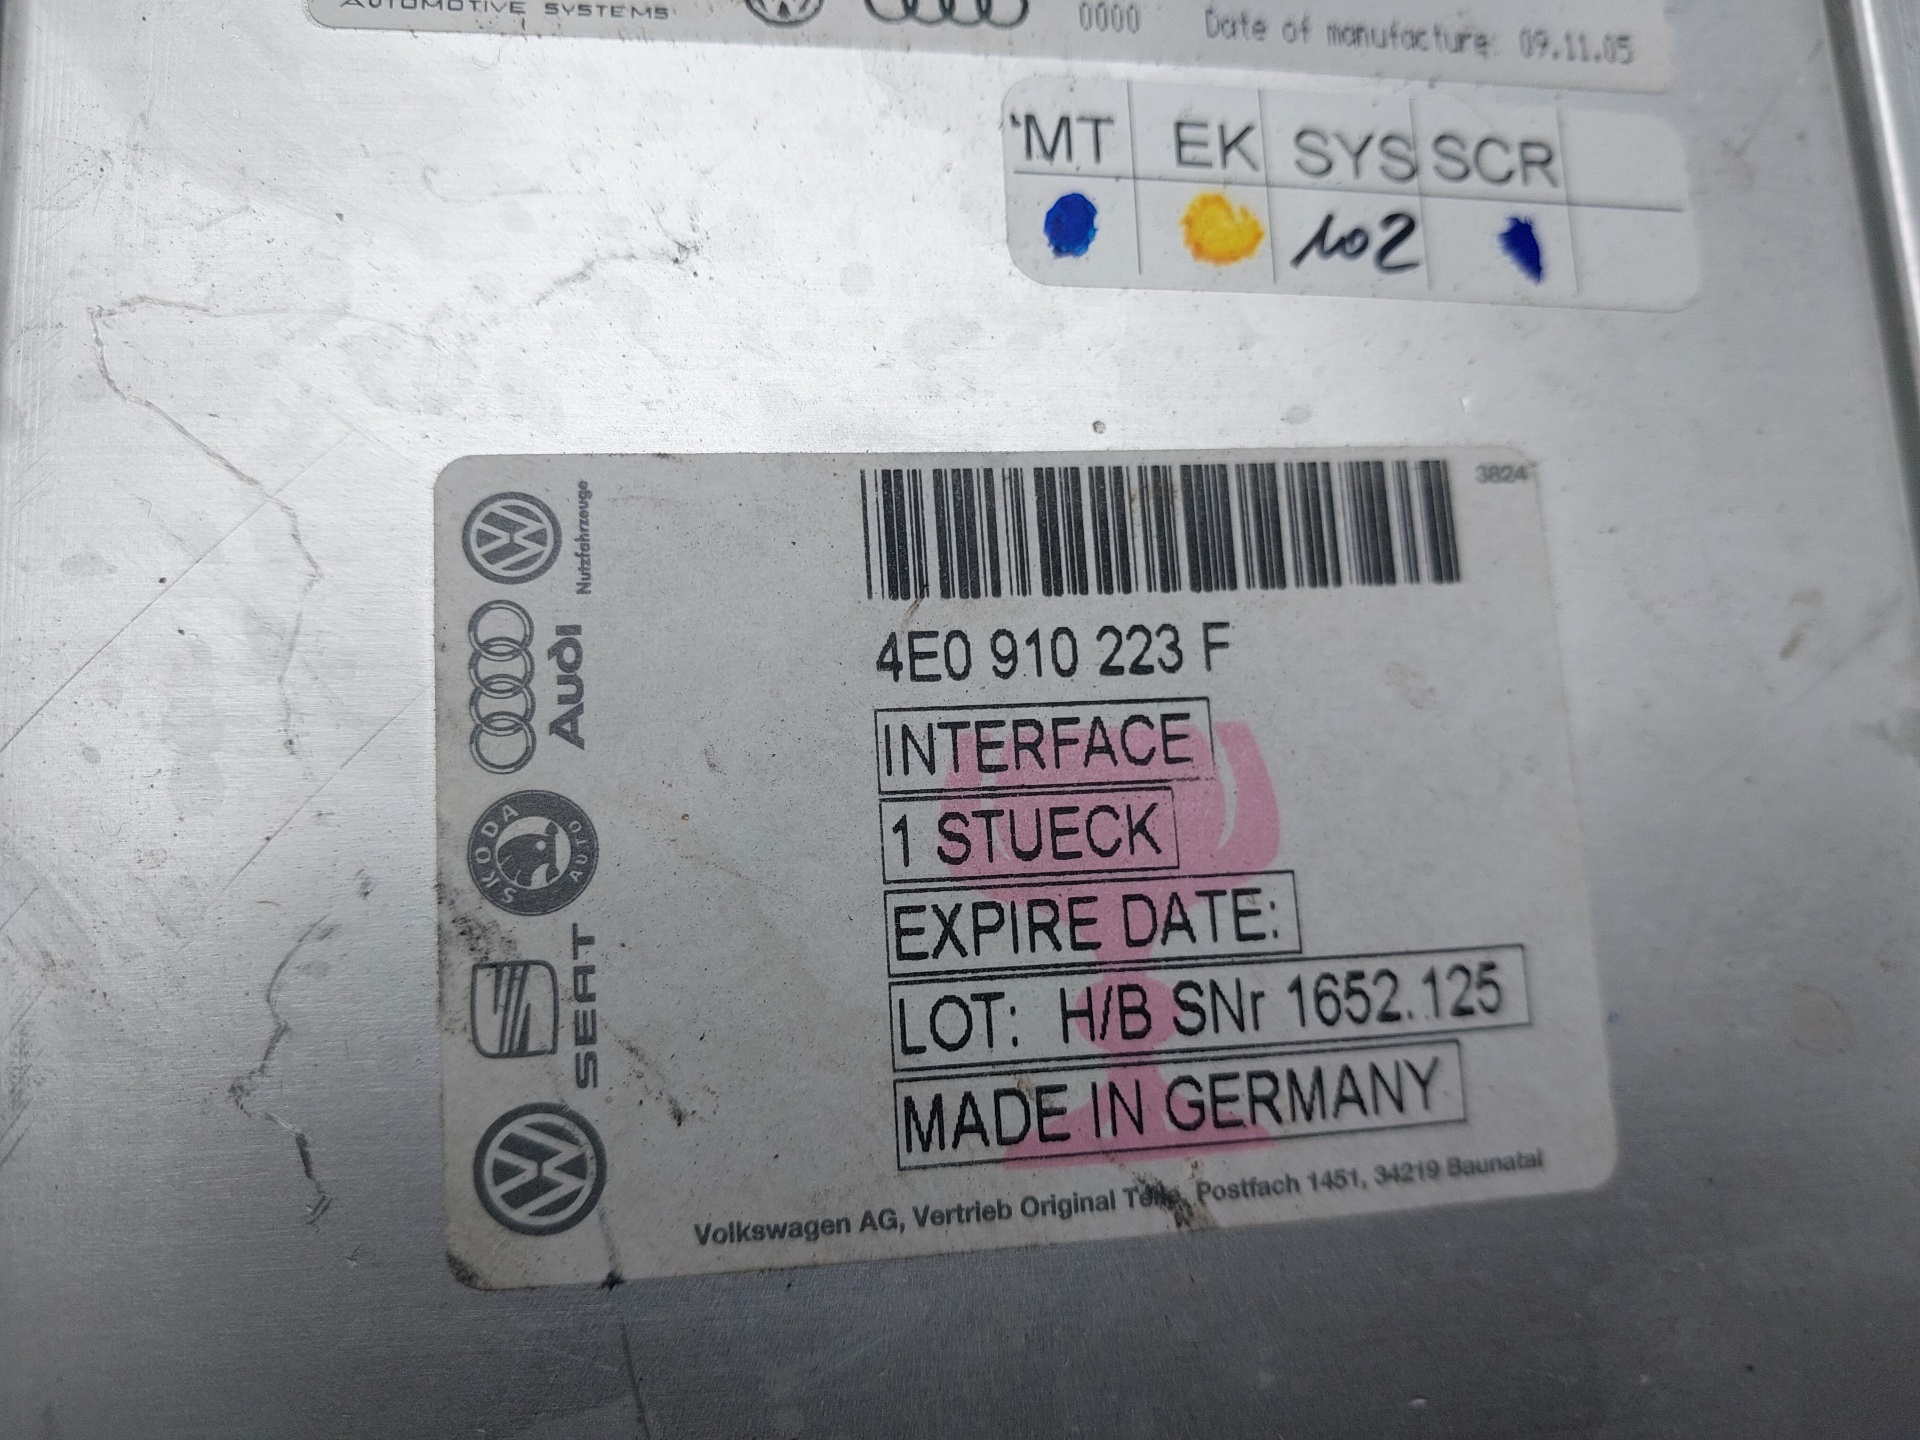 AUTOMOTIVE SYSTEMS
0000 Date of manufacture: 09.11.05
MT EK SYS SCR
102
3824
4E0 910 223 F
INTERFACE
1 STUECK
EXPIRE DATE:
LOT: H/B SNr 1652.125
MADE IN GERMANY
Volkswagen AG, Vertrieb Original Teile, Postfach 1451, 34219 Baunatal
Nutzfahrzeuge
Audi
SKODA AUTO
SEAT